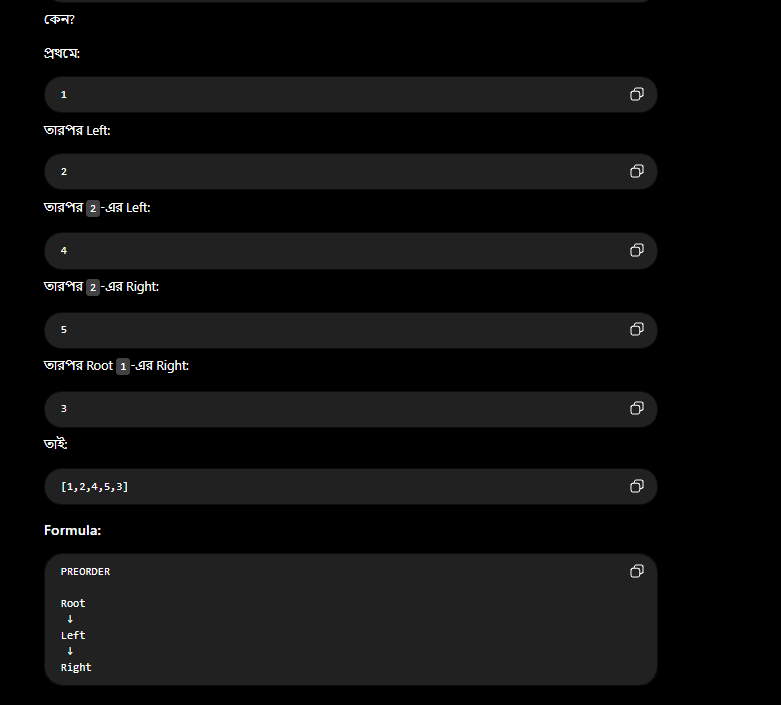 কেন?
প্রথমে:
1
তারপর Left:
2
তারপর 2-এর Left:
4
তারপর 2-এর Right:
5
তারপর Root 1-এর Right:
3
তাই:
[1,2,4,5,3]
Formula:
PREORDER
Root
↓
Left
↓
Right